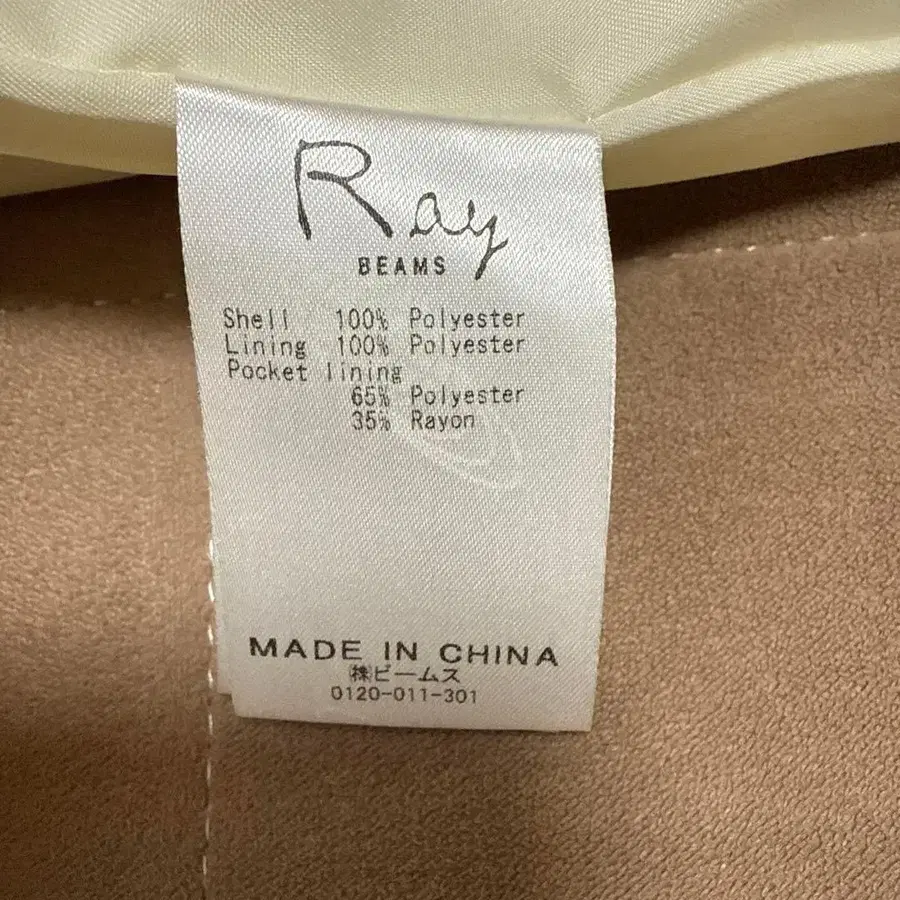 Ray
BEAMS
Shell 100% Polyester
Lining 100% Polyester
Pocket lining
65% Polyester
35% Rayon
MADE IN CHINA
㈱ビームス
0120-011-301